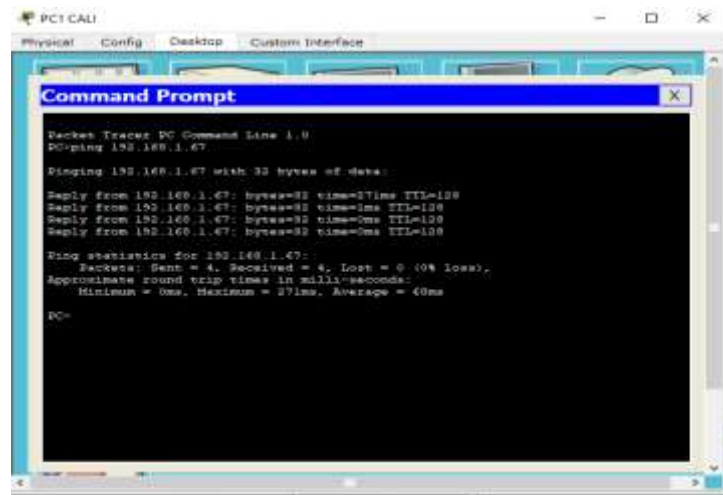 PC1 CALI
Physical Config Desktop Custom Interface
Command Prompt
X
Packet Tracer PC Command Line 1.0
PC>ping 192.168.1.67
Pinging 192.168.1.67 with 32 bytes of data:
Reply from 192.168.1.67: bytes=32 time=271ms TTL=128
Reply from 192.168.1.67: bytes=32 time=1ms TTL=128
Reply from 192.168.1.67: bytes=32 time=0ms TTL=128
Reply from 192.168.1.67: bytes=32 time=0ms TTL=128
Ping statistics for 192.168.1.67:
Packets: Sent = 4, Received = 4, Lost = 0 (0% loss),
Approximate round trip times in milli-seconds:
Minimum = 0ms, Maximum = 271ms, Average = 68ms
PC>